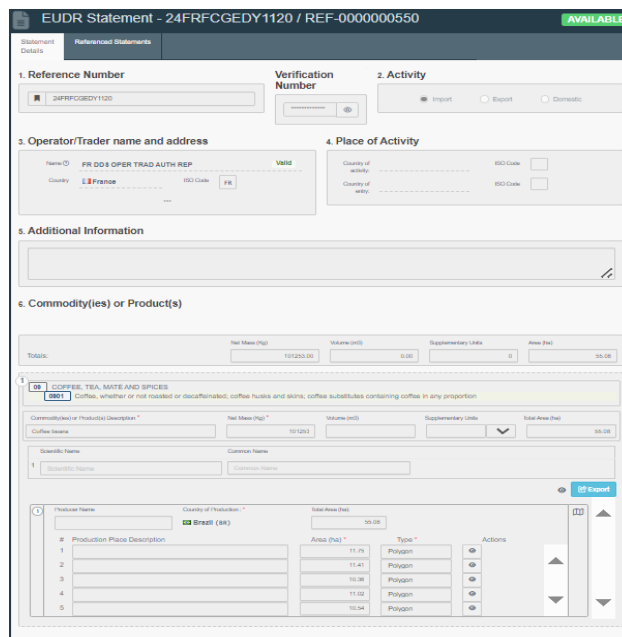 EUDR Statement - 24FRFCGEDY1120 / REF-0000000550
AVAILABLE
Statement Details
Referenced Statements
1. Reference Number
Verification Number
2. Activity
24FRFCGEDY1120
Import
Export
Domestic
3. Operator/Trader name and address
4. Place of Activity
Name
FR DDS OPER TRAD AUTH REP
Valid
Country
France
ISO Code
FR
Country of activity:
ISO Code
Country of entry:
ISO Code
5. Additional Information
6. Commodity(ies) or Product(s)
Net Mass (Kg)
Volume (m3)
Supplementary Units
Area (ha)
Totals:
101253.00
0.00
0
55.08
1
09 COFFEE, TEA, MATE AND SPICES
0901 Coffee, whether or not roasted or decaffeinated; coffee husks and skins; coffee substitutes containing coffee in any proportion
Commodity(ies) or Product(s) Description *
Net Mass (Kg) *
Volume (m3)
Supplementary Units
Total Area (ha)
Coffee beans
101253
55.08
Scientific Name
Common Name
1
Scientific Name
Common Name
Export
1
Producer Name
Country of Production: *
Total Area (ha)
Brazil (BR)
55.08
# Production Place Description Area (ha) * Type * Actions
1 11.73 Polygon
2 11.41 Polygon
3 10.38 Polygon
4 11.02 Polygon
5 10.54 Polygon